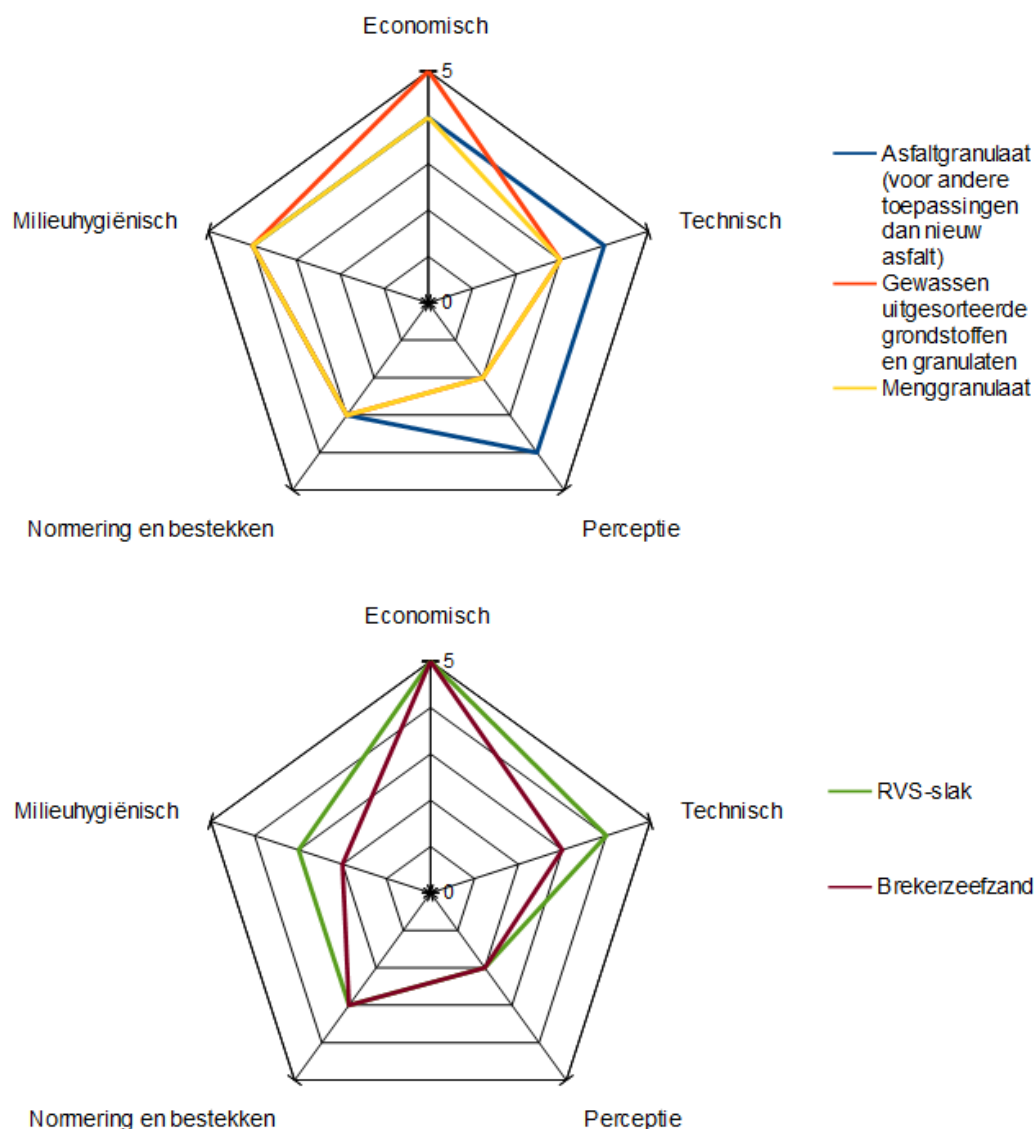 Economisch
5
Milieuhygiënisch
Technisch
0
Normering en bestekken
Perceptie
Asfaltgranulaat
(voor andere
toepassingen
dan nieuw
asfalt)
Gewassen
uitgesorteerde
grondstoffen
en granulaten
Menggranulaat
Economisch
5
Milieuhygiënisch
Technisch
0
Normering en bestekken
Perceptie
RVS-slak
Brekerzeefzand